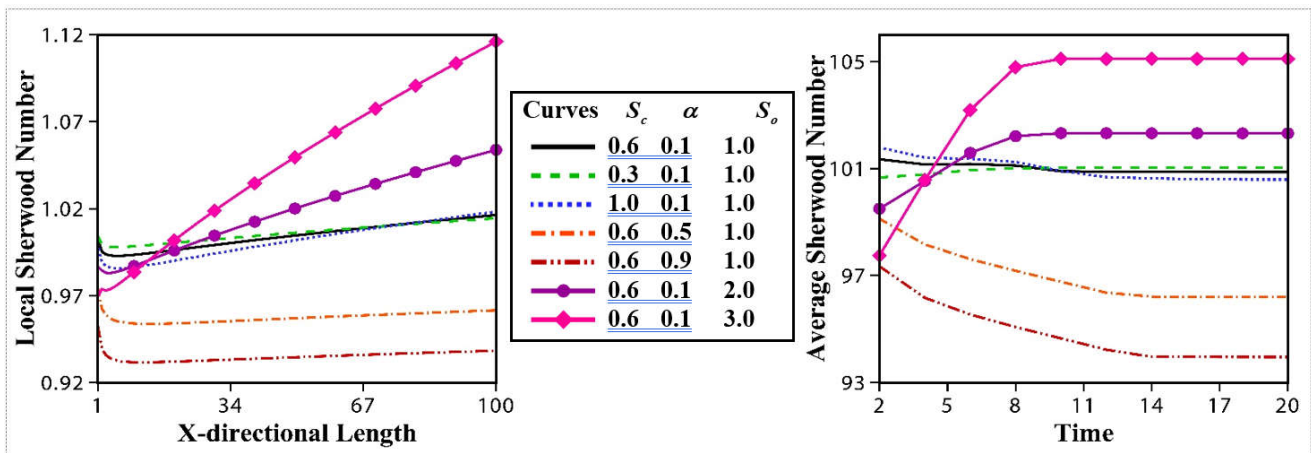 Local Sherwood Number
1.12
1.07
1.02
0.97
0.92
1 34 67 100
X-directional Length
Curves S_c α S_o
0.6 0.1 1.0
0.3 0.1 1.0
1.0 0.1 1.0
0.6 0.5 1.0
0.6 0.9 1.0
0.6 0.1 2.0
0.6 0.1 3.0
Average Sherwood Number
105
101
97
93
2 5 8 11 14 17 20
Time